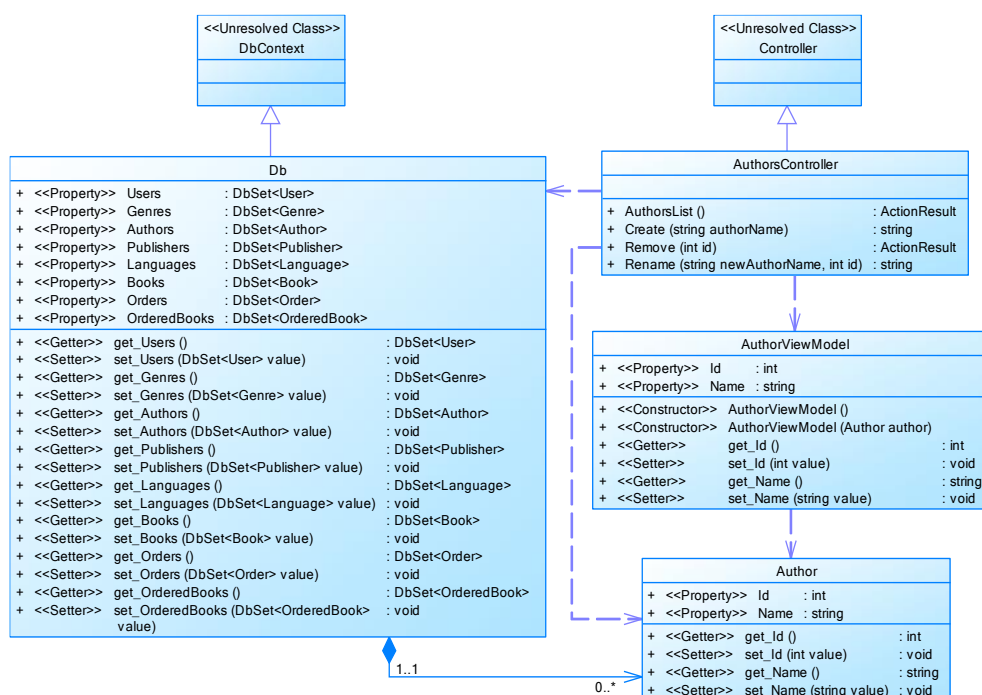 <<Unresolved Class>>
DbContext
<<Unresolved Class>>
Controller
Db
+ <<Property>> Users : DbSet<User>
+ <<Property>> Genres : DbSet<Genre>
+ <<Property>> Authors : DbSet<Author>
+ <<Property>> Publishers : DbSet<Publisher>
+ <<Property>> Languages : DbSet<Language>
+ <<Property>> Books : DbSet<Book>
+ <<Property>> Orders : DbSet<Order>
+ <<Property>> OrderedBooks : DbSet<OrderedBook>
+ <<Getter>> get_Users () : DbSet<User>
+ <<Setter>> set_Users (DbSet<User> value) : void
+ <<Getter>> get_Genres () : DbSet<Genre>
+ <<Setter>> set_Genres (DbSet<Genre> value) : void
+ <<Getter>> get_Authors () : DbSet<Author>
+ <<Setter>> set_Authors (DbSet<Author> value) : void
+ <<Getter>> get_Publishers () : DbSet<Publisher>
+ <<Setter>> set_Publishers (DbSet<Publisher> value) : void
+ <<Getter>> get_Languages () : DbSet<Language>
+ <<Setter>> set_Languages (DbSet<Language> value) : void
+ <<Getter>> get_Books () : DbSet<Book>
+ <<Setter>> set_Books (DbSet<Book> value) : void
+ <<Getter>> get_Orders () : DbSet<Order>
+ <<Setter>> set_Orders (DbSet<Order> value) : void
+ <<Getter>> get_OrderedBooks () : DbSet<OrderedBook>
+ <<Setter>> set_OrderedBooks (DbSet<OrderedBook> : void
value)
AuthorsController
+ AuthorsList () : ActionResult
+ Create (string authorName) : string
+ Remove (int id) : ActionResult
+ Rename (string newAuthorName, int id) : string
AuthorViewModel
+ <<Property>> Id : int
+ <<Property>> Name : string
+ <<Constructor>> AuthorViewModel ()
+ <<Constructor>> AuthorViewModel (Author author)
+ <<Getter>> get_Id () : int
+ <<Setter>> set_Id (int value) : void
+ <<Getter>> get_Name () : string
+ <<Setter>> set_Name (string value) : void
Author
+ <<Property>> Id : int
+ <<Property>> Name : string
+ <<Getter>> get_Id () : int
+ <<Setter>> set_Id (int value) : void
+ <<Getter>> get_Name () : string
+ <<Setter>> set_Name (string value) : void
1..1
0..*